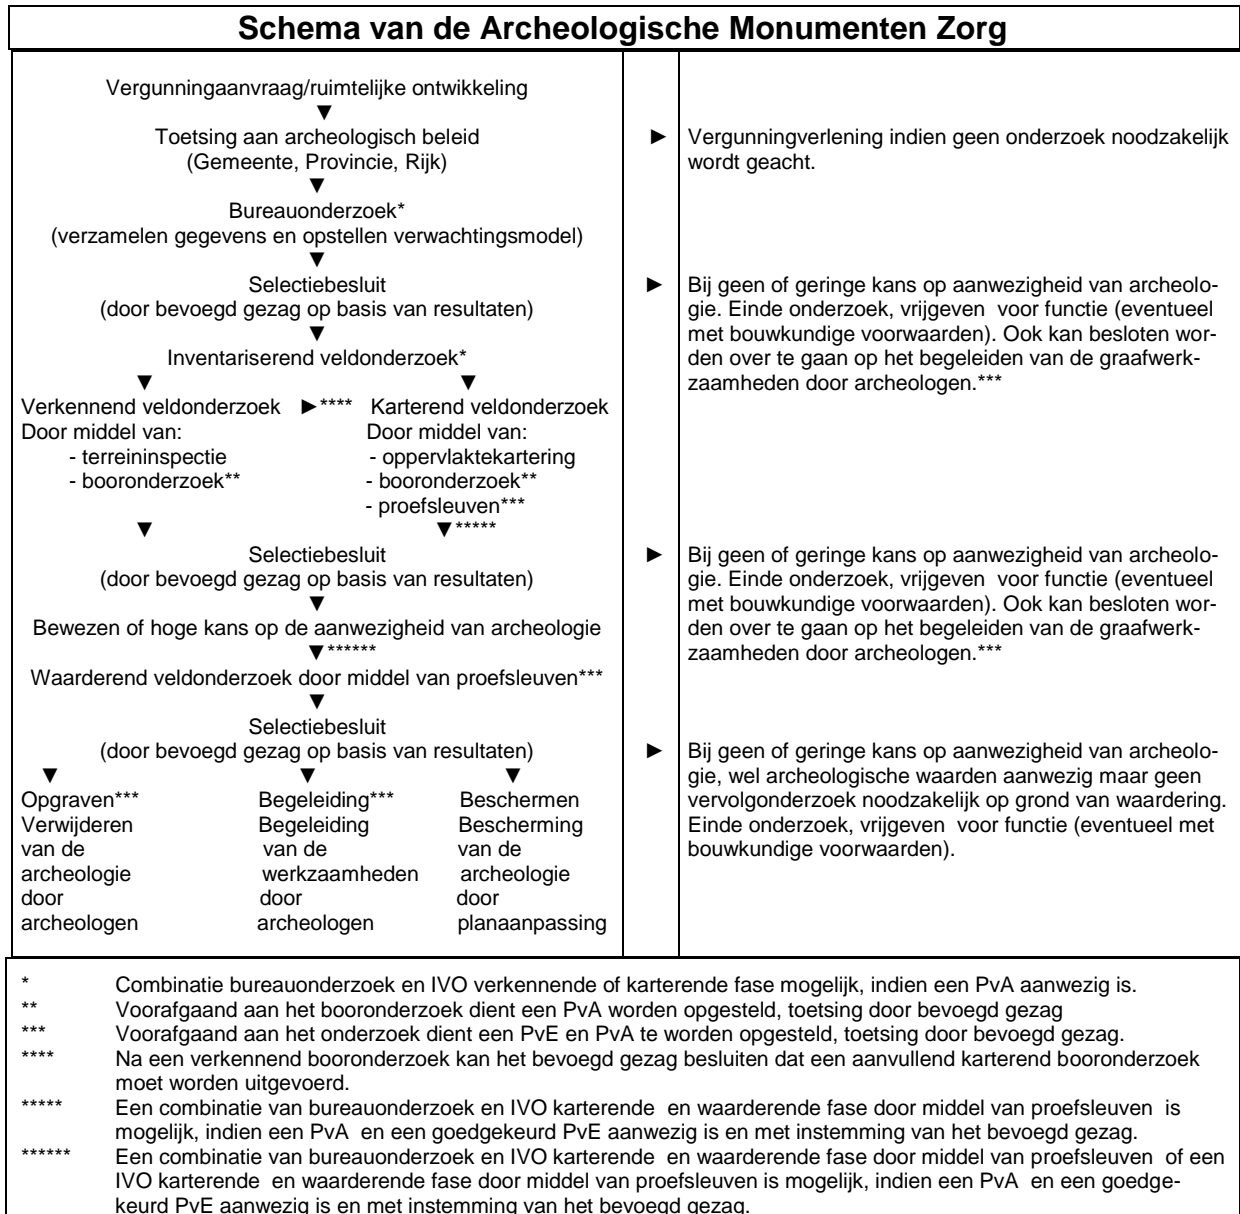 Schema van de Archeologische Monumenten Zorg
Vergunningaanvraag/ruimtelijke ontwikkeling
▼
Toetsing aan archeologisch beleid
(Gemeente, Provincie, Rijk)
► Vergunningverlening indien geen onderzoek noodzakelijk
wordt geacht.
▼
Bureauonderzoek*
(verzamelen gegevens en opstellen verwachtingsmodel)
▼
Selectiebesluit
(door bevoegd gezag op basis van resultaten)
► Bij geen of geringe kans op aanwezigheid van archeolo-
gie. Einde onderzoek, vrijgeven voor functie (eventueel
met bouwkundige voorwaarden). Ook kan besloten wor-
den over te gaan op het begeleiden van de graafwerk-
zaamheden door archeologen.***
▼
Inventariserend veldonderzoek*
▼ ▼
Verkennend veldonderzoek ►**** Karterend veldonderzoek
Door middel van: Door middel van:
- terreininspectie - oppervlaktekartering
- booronderzoek** - booronderzoek**
- proefsleuven***
▼ ▼*****
Selectiebesluit
(door bevoegd gezag op basis van resultaten)
► Bij geen of geringe kans op aanwezigheid van archeolo-
gie. Einde onderzoek, vrijgeven voor functie (eventueel
met bouwkundige voorwaarden). Ook kan besloten wor-
den over te gaan op het begeleiden van de graafwerk-
zaamheden door archeologen.***
▼
Bewezen of hoge kans op de aanwezigheid van archeologie
▼******
Waarderend veldonderzoek door middel van proefsleuven***
▼
Selectiebesluit
(door bevoegd gezag op basis van resultaten)
► Bij geen of geringe kans op aanwezigheid van archeolo-
gie, wel archeologische waarden aanwezig maar geen
vervolgonderzoek noodzakelijk op grond van waardering.
Einde onderzoek, vrijgeven voor functie (eventueel met
bouwkundige voorwaarden).
▼ ▼ ▼
Opgraven*** Begeleiding*** Beschermen
Verwijderen Begeleiding Bescherming
van de van de van de
archeologie werkzaamheden archeologie
door door door
archeologen archeologen planaanpassing
* Combinatie bureauonderzoek en IVO verkennende of karterende fase mogelijk, indien een PvA aanwezig is.
** Voorafgaand aan het booronderzoek dient een PvA worden opgesteld, toetsing door bevoegd gezag
*** Voorafgaand aan het onderzoek dient een PvE en PvA te worden opgesteld, toetsing door bevoegd gezag.
**** Na een verkennend booronderzoek kan het bevoegd gezag besluiten dat een aanvullend karterend booronderzoek
moet worden uitgevoerd.
***** Een combinatie van bureauonderzoek en IVO karterende en waarderende fase door middel van proefsleuven is
mogelijk, indien een PvA en een goedgekeurd PvE aanwezig is en met instemming van het bevoegd gezag.
****** Een combinatie van bureauonderzoek en IVO karterende en waarderende fase door middel van proefsleuven of een
IVO karterende en waarderende fase door middel van proefsleuven is mogelijk, indien een PvA en een goedge-
keurd PvE aanwezig is en met instemming van het bevoegd gezag.